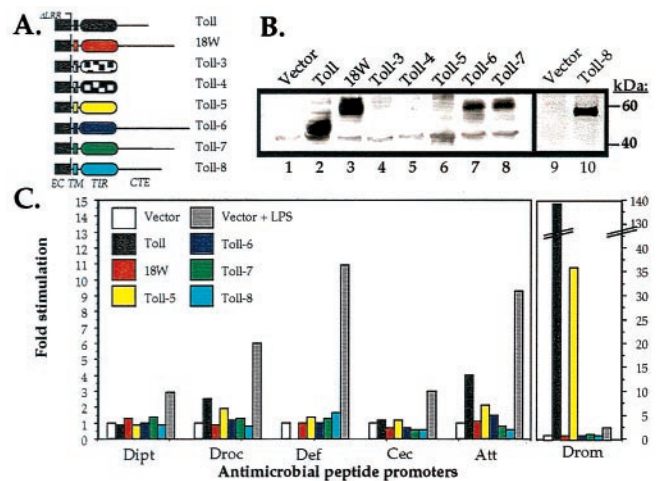 A.
ΔLRR
Toll
18W
Toll-3
Toll-4
Toll-5
Toll-6
Toll-7
Toll-8
EC TM TIR CTE
B.
Vector Toll 18W Toll-3 Toll-4 Toll-5 Toll-6 Toll-7 Vector Toll-8
kDa:
60
40
1 2 3 4 5 6 7 8 9 10
C.
Fold stimulation
15
14
13
12
11
10
9
8
7
6
5
4
3
2
1
0
Vector Vector + LPS
Toll Toll-6
18W Toll-7
Toll-5 Toll-8
140
130
40
35
30
25
20
15
10
5
0
Dipt Droc Def Cec Att Drom
Antimicrobial peptide promoters